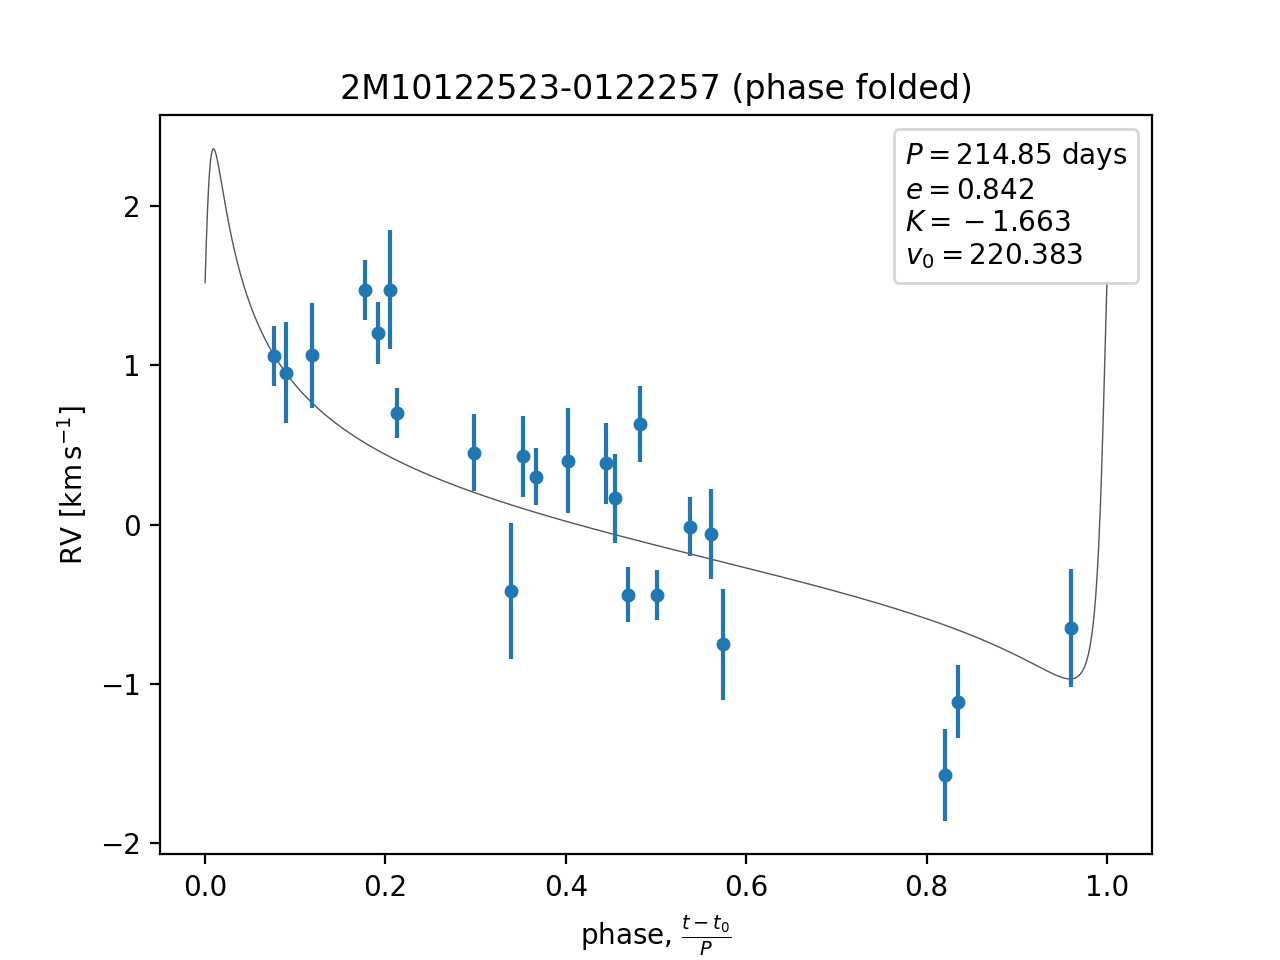 2M10122523-0122257 (phase folded)
P = 214.85 days
e = 0.842
K = −1.663
v₀ = 220.383
2
1
0
−1
−2
RV [km s⁻¹]
0.0 0.2 0.4 0.6 0.8 1.0
phase, (t − t₀)/P